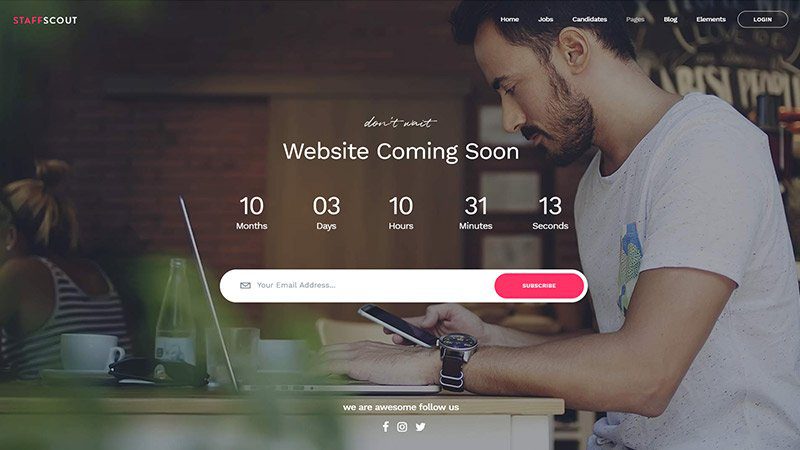 STAFFSCOUT
Home Jobs Candidates Pages Blog Elements LOGIN
don't wait
Website Coming Soon
10 03 10 31 13
Months Days Hours Minutes Seconds
Your Email Address...
SUBSCRIBE
we are awesome follow us